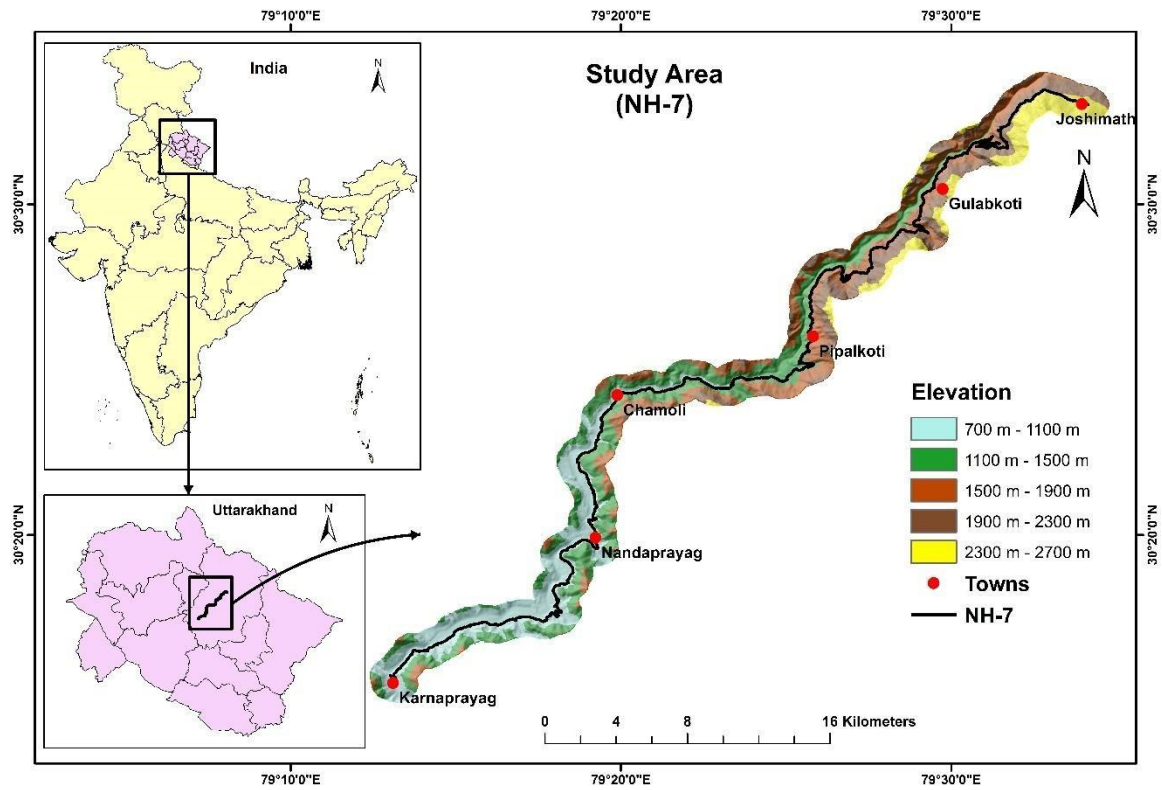 79°10'0"E
79°20'0"E
79°30'0"E
India
N
Study Area
(NH-7)
Joshimath
N
30°30'0"N
30°30'0"N
Gulabkoti
Pipalkoti
Elevation
Chamoli
700 m - 1100 m
1100 m - 1500 m
1500 m - 1900 m
1900 m - 2300 m
2300 m - 2700 m
Uttarakhand
N
30°20'0"N
30°20'0"N
Nandaprayag
Towns
NH-7
Karnaprayag
0
4
8
16 Kilometers
79°10'0"E
79°20'0"E
79°30'0"E